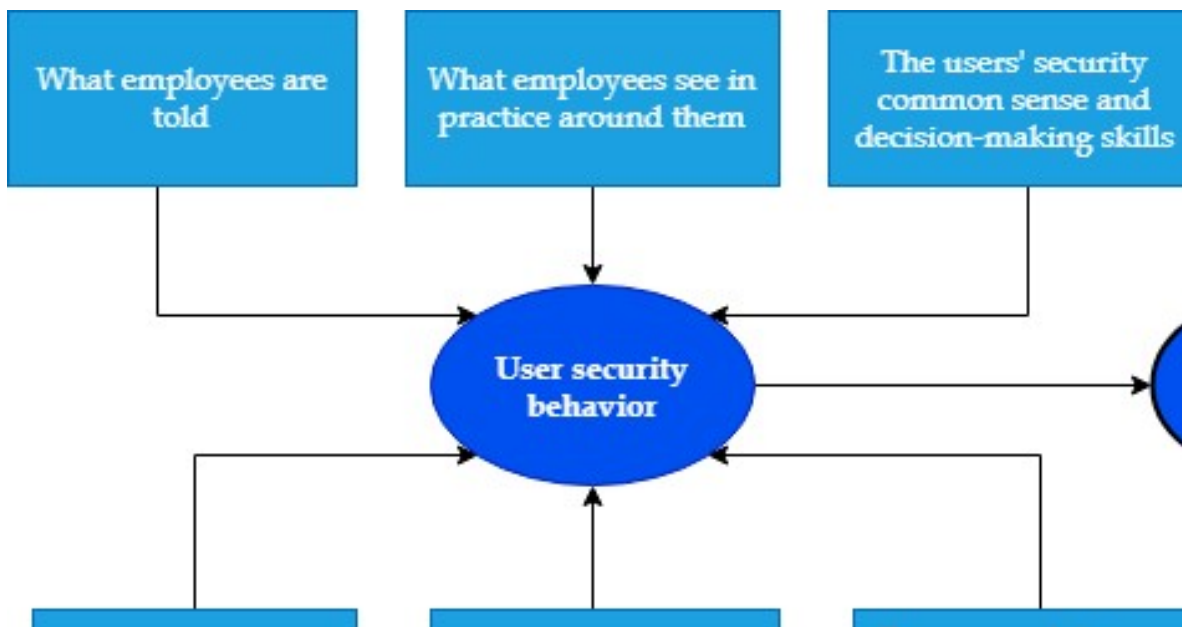 What employees are
told
What employees see in
practice around them
The users' security
common sense and
decision-making skills
User security
behavior